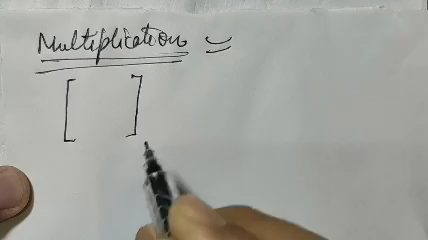 Multiplication =
[ ]